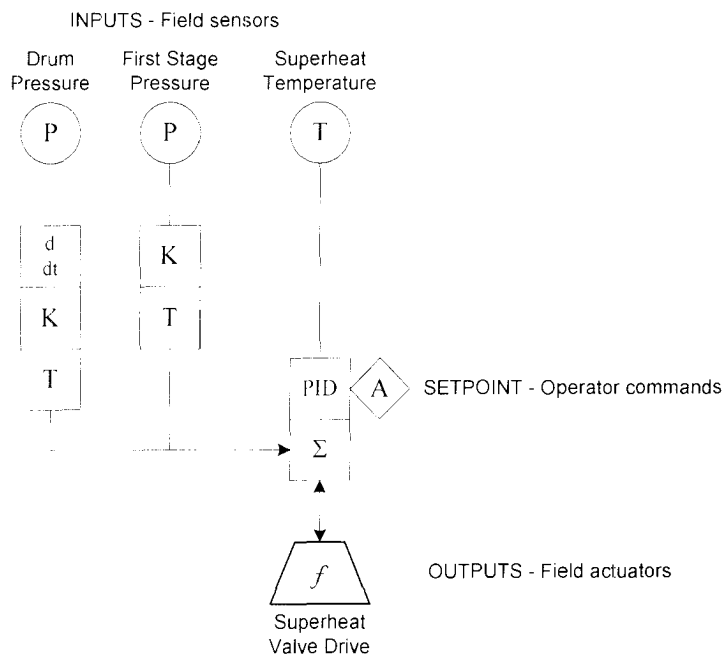 INPUTS - Field sensors
Drum Pressure
First Stage Pressure
Superheat Temperature
P
P
T
d
dt
K
T
K
T
PID
A
SETPOINT - Operator commands
Σ
f
OUTPUTS - Field actuators
Superheat
Valve Drive